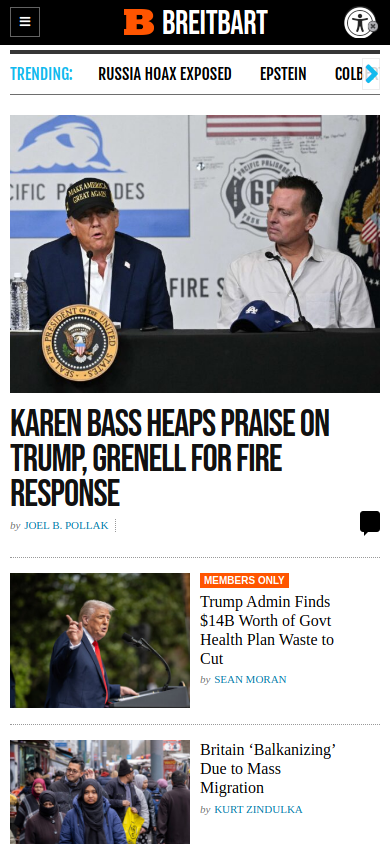 BREITBART
TRENDING: RUSSIA HOAX EXPOSED EPSTEIN COLB
CIFIC PALISADES
PACIFIC PALISADES
69
FIRE S
MAKE AMERICA
GREAT AGAIN
LA
SEAL OF THE PRESIDENT OF THE UNITED STATES
KAREN BASS HEAPS PRAISE ON
TRUMP, GRENELL FOR FIRE
RESPONSE
by JOEL B. POLLAK
MEMBERS ONLY
Trump Admin Finds
$14B Worth of Govt
Health Plan Waste to
Cut
by SEAN MORAN
Britain ‘Balkanizing’
Due to Mass
Migration
by KURT ZINDULKA